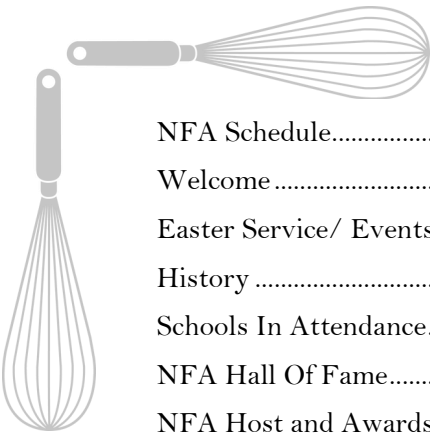 NFA Schedule...............
Welcome........................
Easter Service/ Events
History ...........................
Schools In Attendance.
NFA Hall Of Fame.......
NFA Host and Awards